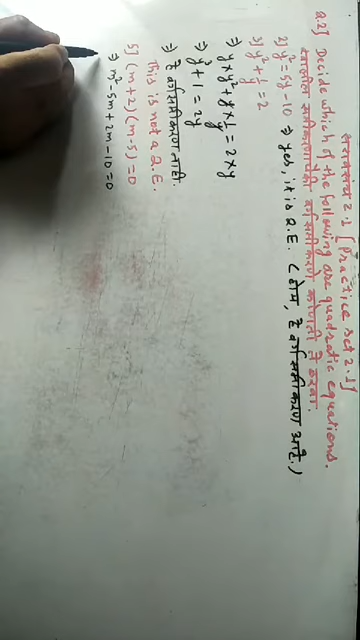 सरावसंच 2.1 [Practice set 2.1]
Q.2] Decide which of the following are quadratic equations.
खालील समीकरणांपैकी वर्गसमीकरणे कोणती ते ठरवा.
2] y² = 5y - 10 ⇒ yes, it is Q.E. (होय, हे वर्गसमीकरण आहे.)
3] y² + 1/y = 2
⇒ y × y² + y × 1/y = 2 × y
⇒ y³ + 1 = 2y
This is not a Q.E.
⇒ हे वर्गसमीकरण नाही.
5] (m + 2) (m - 5) = 0
⇒ m² - 5m + 2m - 10 = 0